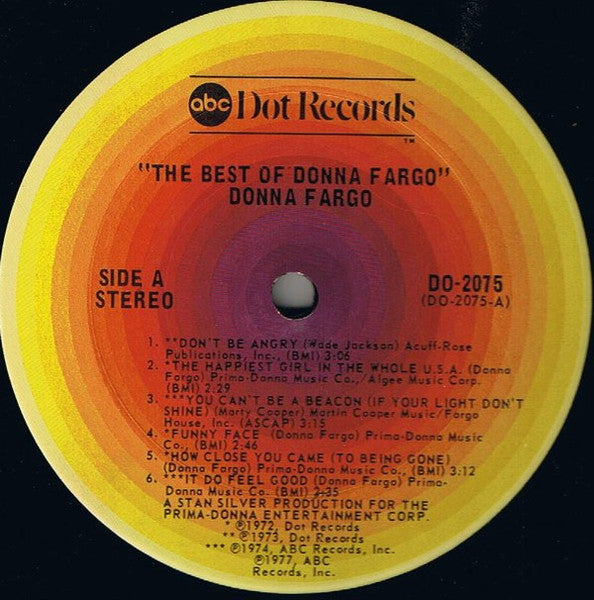 abc Dot Records
™
"THE BEST OF DONNA FARGO"
DONNA FARGO
SIDE A
STEREO
DO-2075
(DO-2075-A)
1. **DON'T BE ANGRY (Wade Jackson) Acuff-Rose
Publications, Inc., (BMI) 3:06
2. *THE HAPPIEST GIRL IN THE WHOLE U.S.A. (Donna
Fargo) Prima-Donna Music Co./Algee Music Corp.
(BMI) 2:29
3. ***YOU CAN'T BE A BEACON (IF YOUR LIGHT DON'T
SHINE) (Marty Cooper) Martin Cooper Music/Fargo
House, Inc. (ASCAP) 3:15
4. *FUNNY FACE (Donna Fargo) Prima-Donna Music
Co. (BMI) 2:46
5. *HOW CLOSE YOU CAME (TO BEING GONE)
(Donna Fargo) Prima-Donna Music Co., (BMI) 3:12
6. ***IT DO FEEL GOOD (Donna Fargo) Prima-
Donna Music Co. (BMI) 2:35
A STAN SILVER PRODUCTION FOR THE
PRIMA-DONNA ENTERTAINMENT CORP.
* ℗1972, Dot Records
** ℗1973, Dot Records
*** ℗1974, ABC Records, Inc.
℗1977, ABC
Records, Inc.